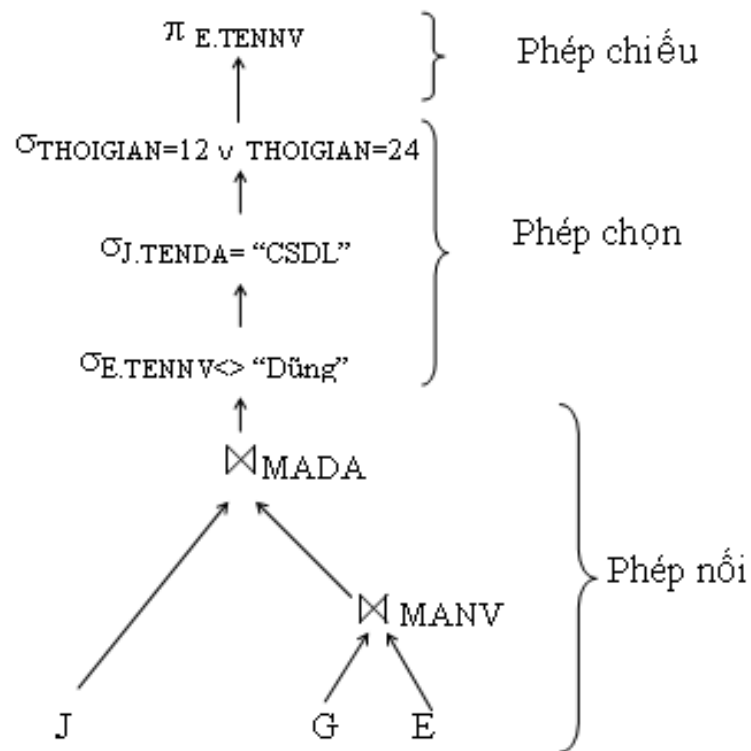 π E.TENNV
Phép chiếu
σTHOIGIAN=12 ∨ THOIGIAN=24
σJ.TENDA= “CSDL”
Phép chọn
σE.TENNV<> “Dũng”
⋈MADA
Phép nối
⋈ MANV
J G E